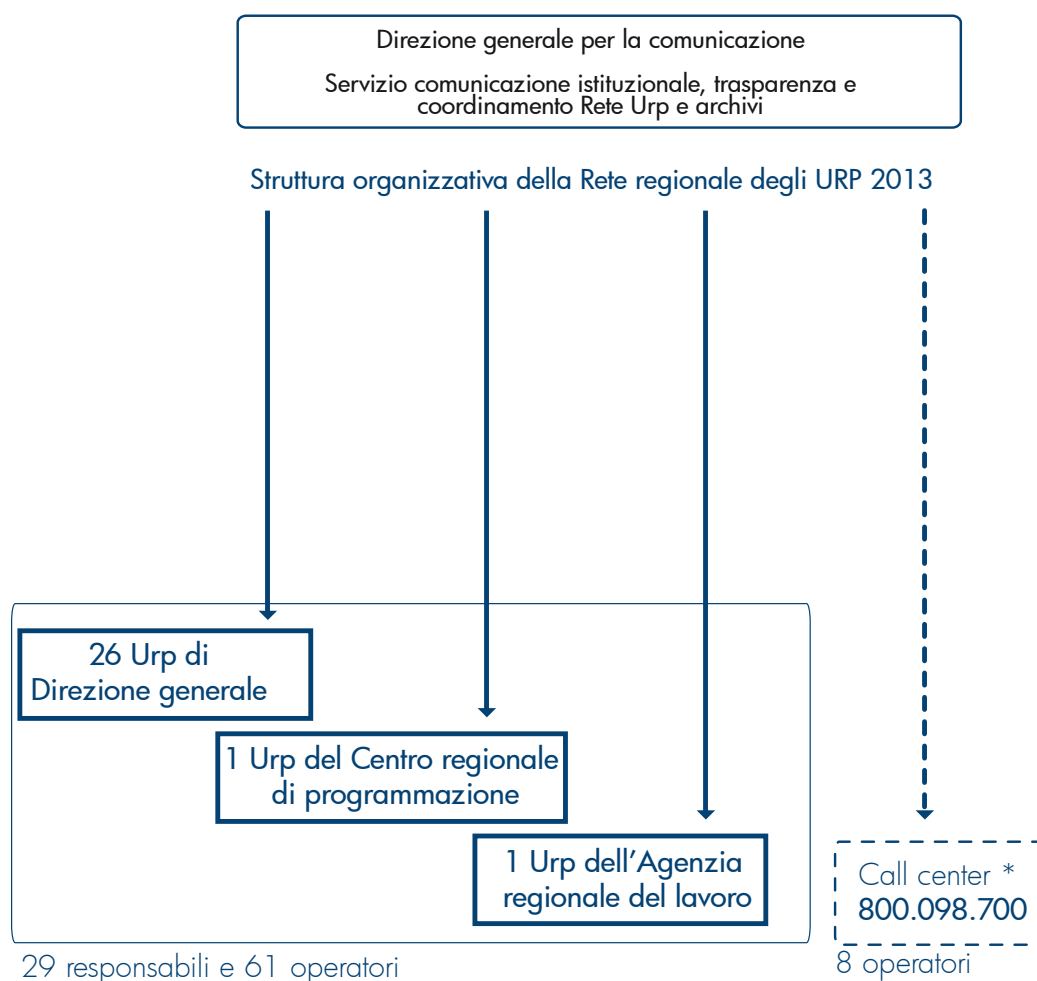 Direzione generale per la comunicazione
Servizio comunicazione istituzionale, trasparenza e
coordinamento Rete Urp e archivi
Struttura organizzativa della Rete regionale degli URP 2013
26 Urp di
Direzione generale
1 Urp del Centro regionale
di programmazione
1 Urp dell’Agenzia
regionale del lavoro
Call center *
800.098.700
29 responsabili e 61 operatori
8 operatori